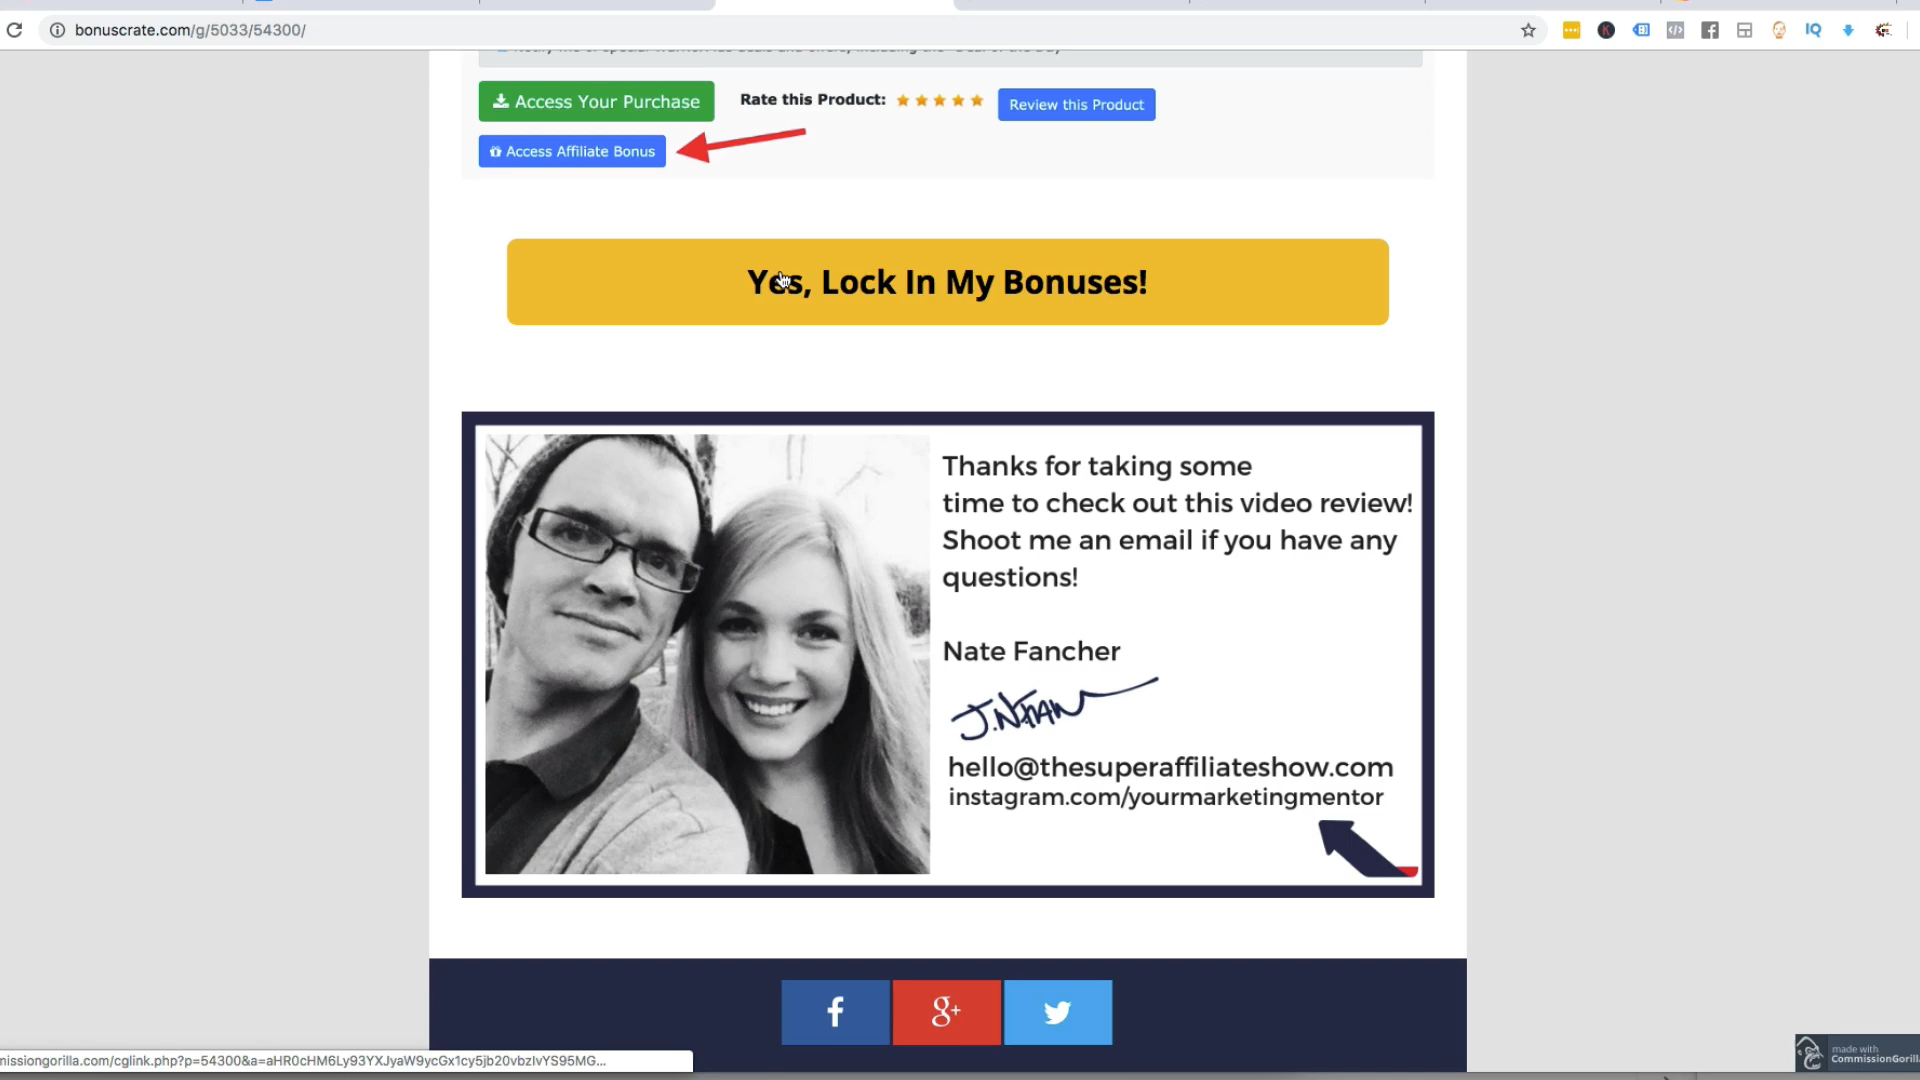 bonuscrate.com/g/5033/54300/
Access Your Purchase
Rate this Product:
Review this Product
Access Affiliate Bonus
Yes, Lock In My Bonuses!
Thanks for taking some
time to check out this video review!
Shoot me an email if you have any
questions!
Nate Fancher
hello@thesuperaffiliateshow.com
instagram.com/yourmarketingmentor
missiongorilla.com/cglink.php?p=54300&a=aHR0cHM6Ly93YXJyaW9ycGx1cy5jb20vbzIvYS95MG...
made with
CommissionGorilla